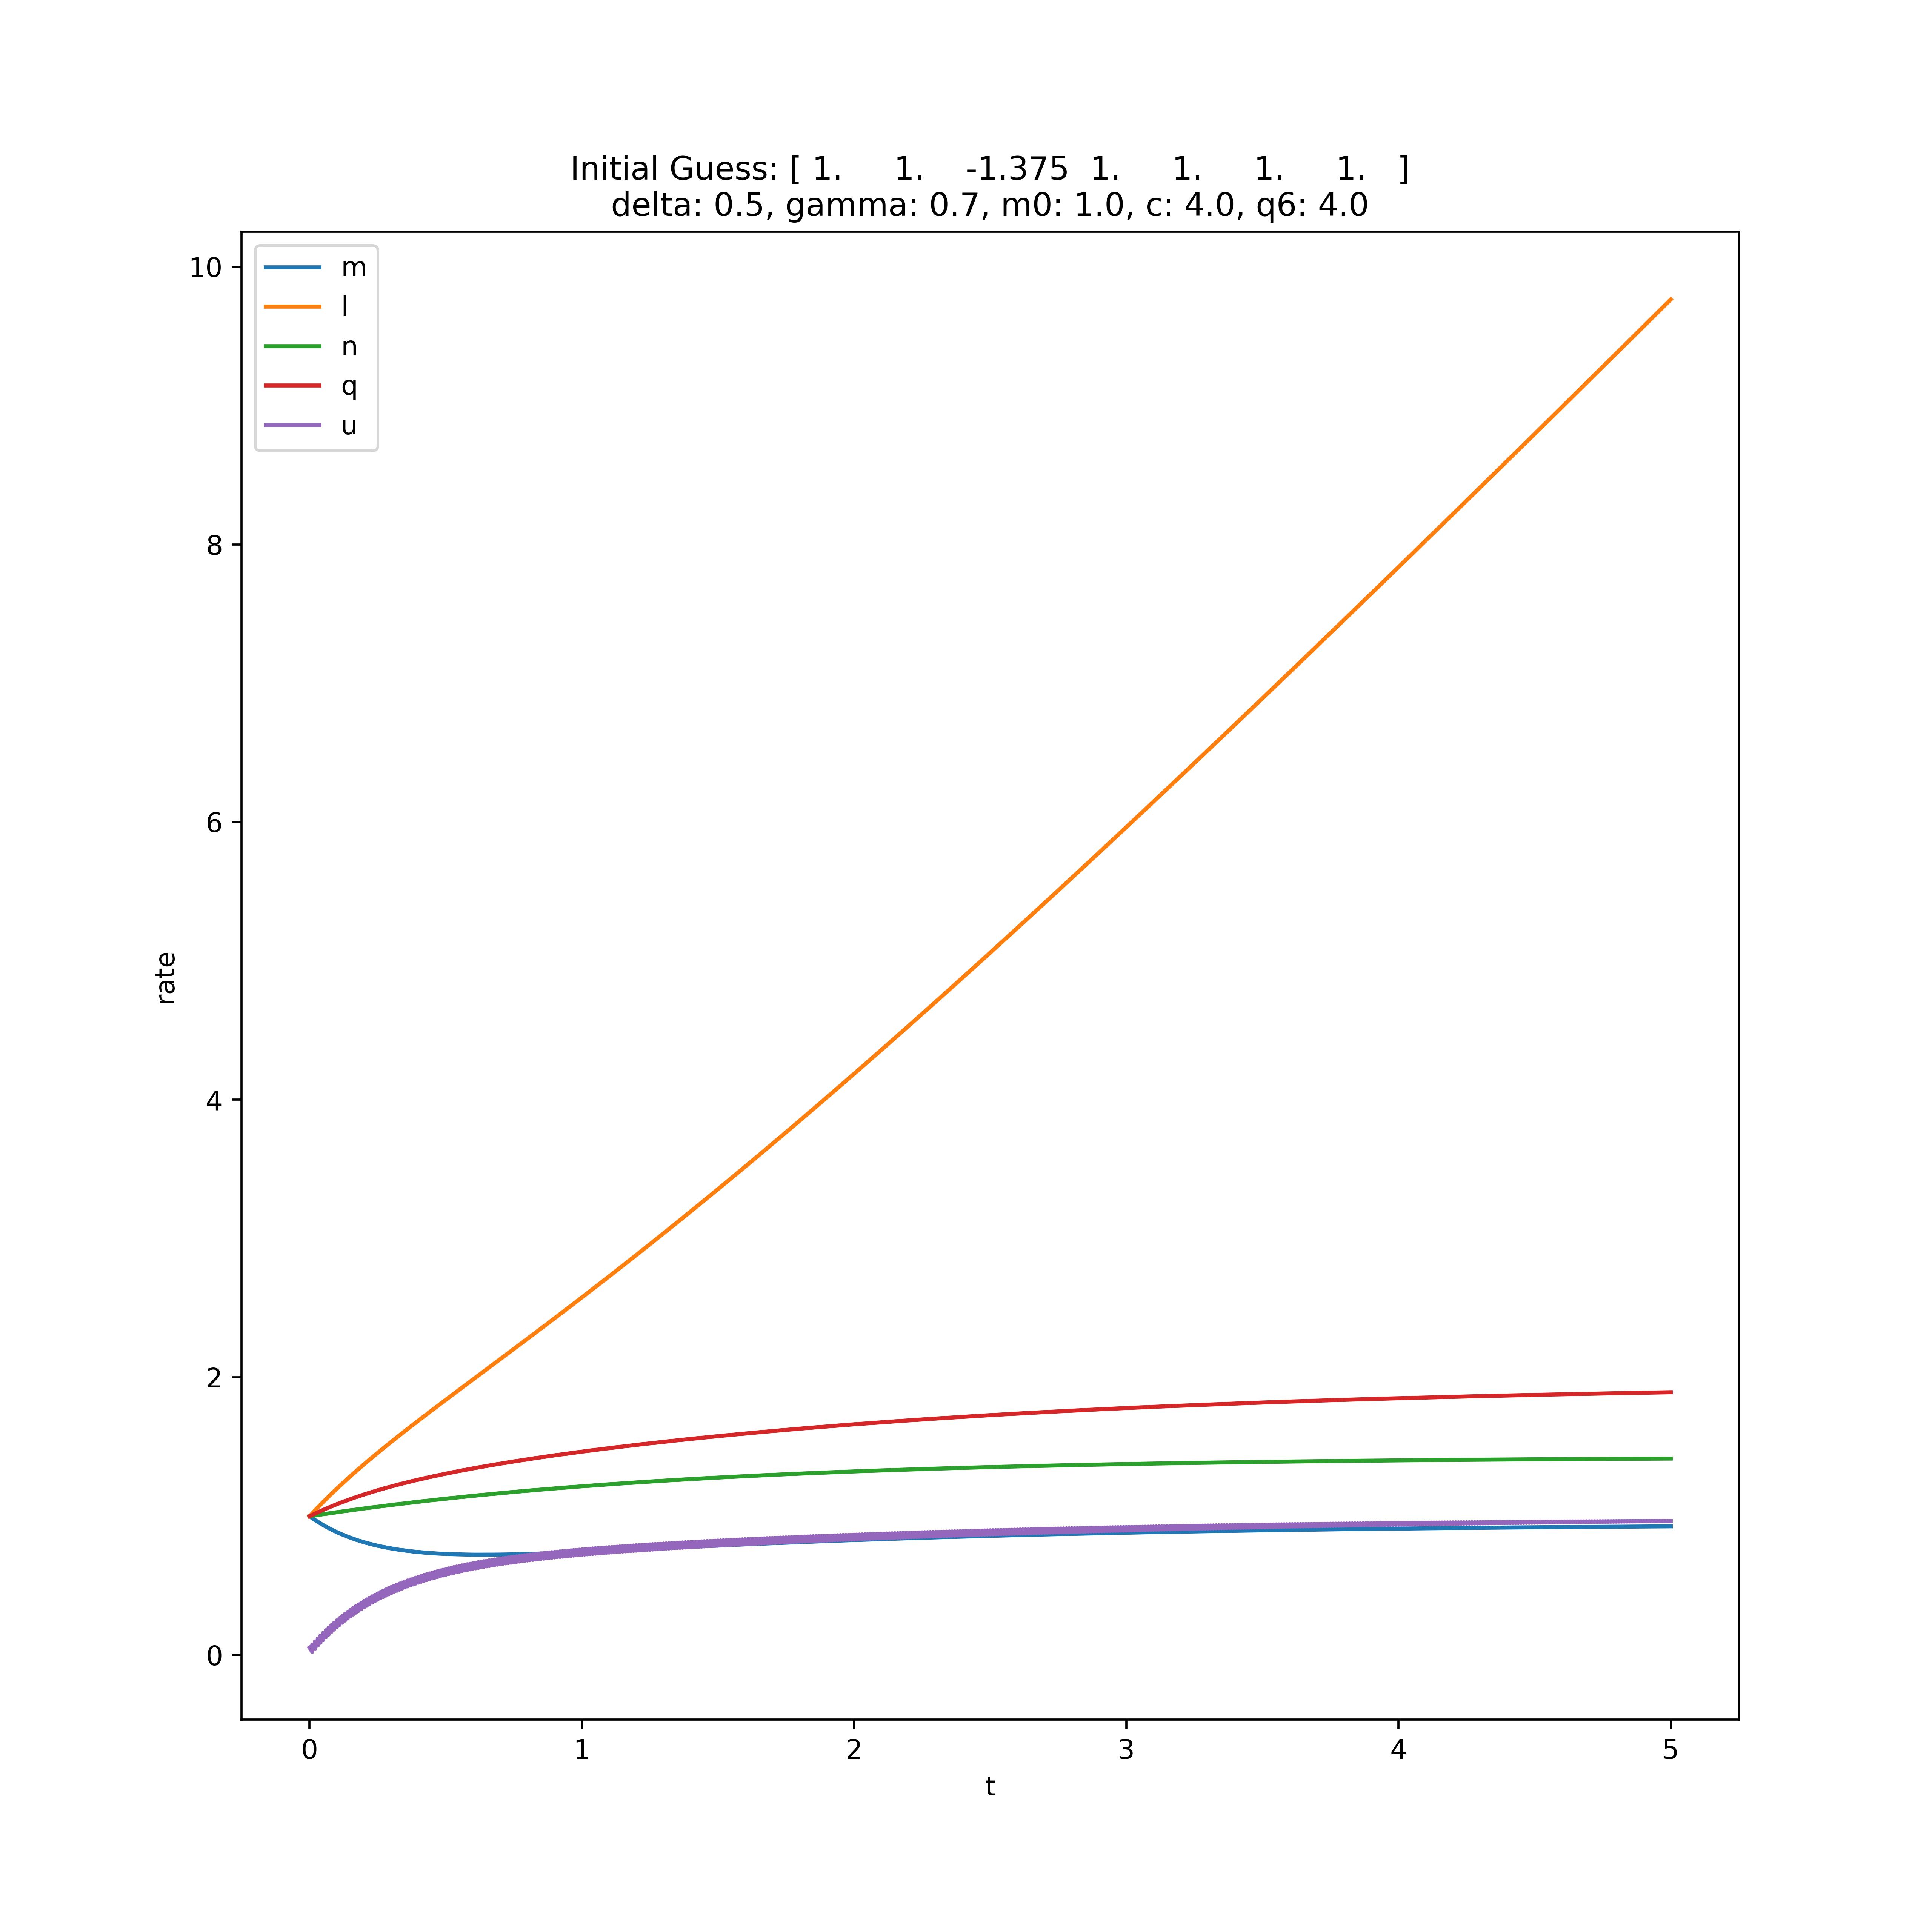 Initial Guess: [ 1. 1. -1.375 1. 1. 1. 1. ]
delta: 0.5, gamma: 0.7, m0: 1.0, c: 4.0, q6: 4.0
m
l
n
q
u
10
8
6
4
2
0
rate
0 1 2 3 4 5
t